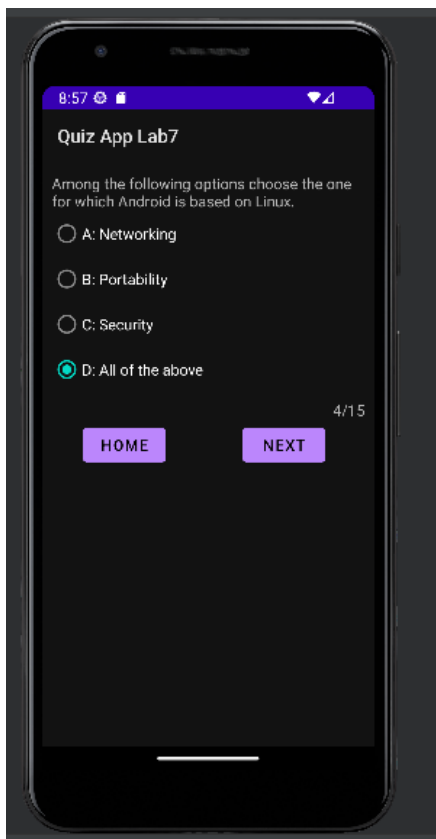 8:57
Quiz App Lab7
Among the following options choose the one
for which Android is based on Linux.
A: Networking
B: Portability
C: Security
D: All of the above
4/15
HOME NEXT